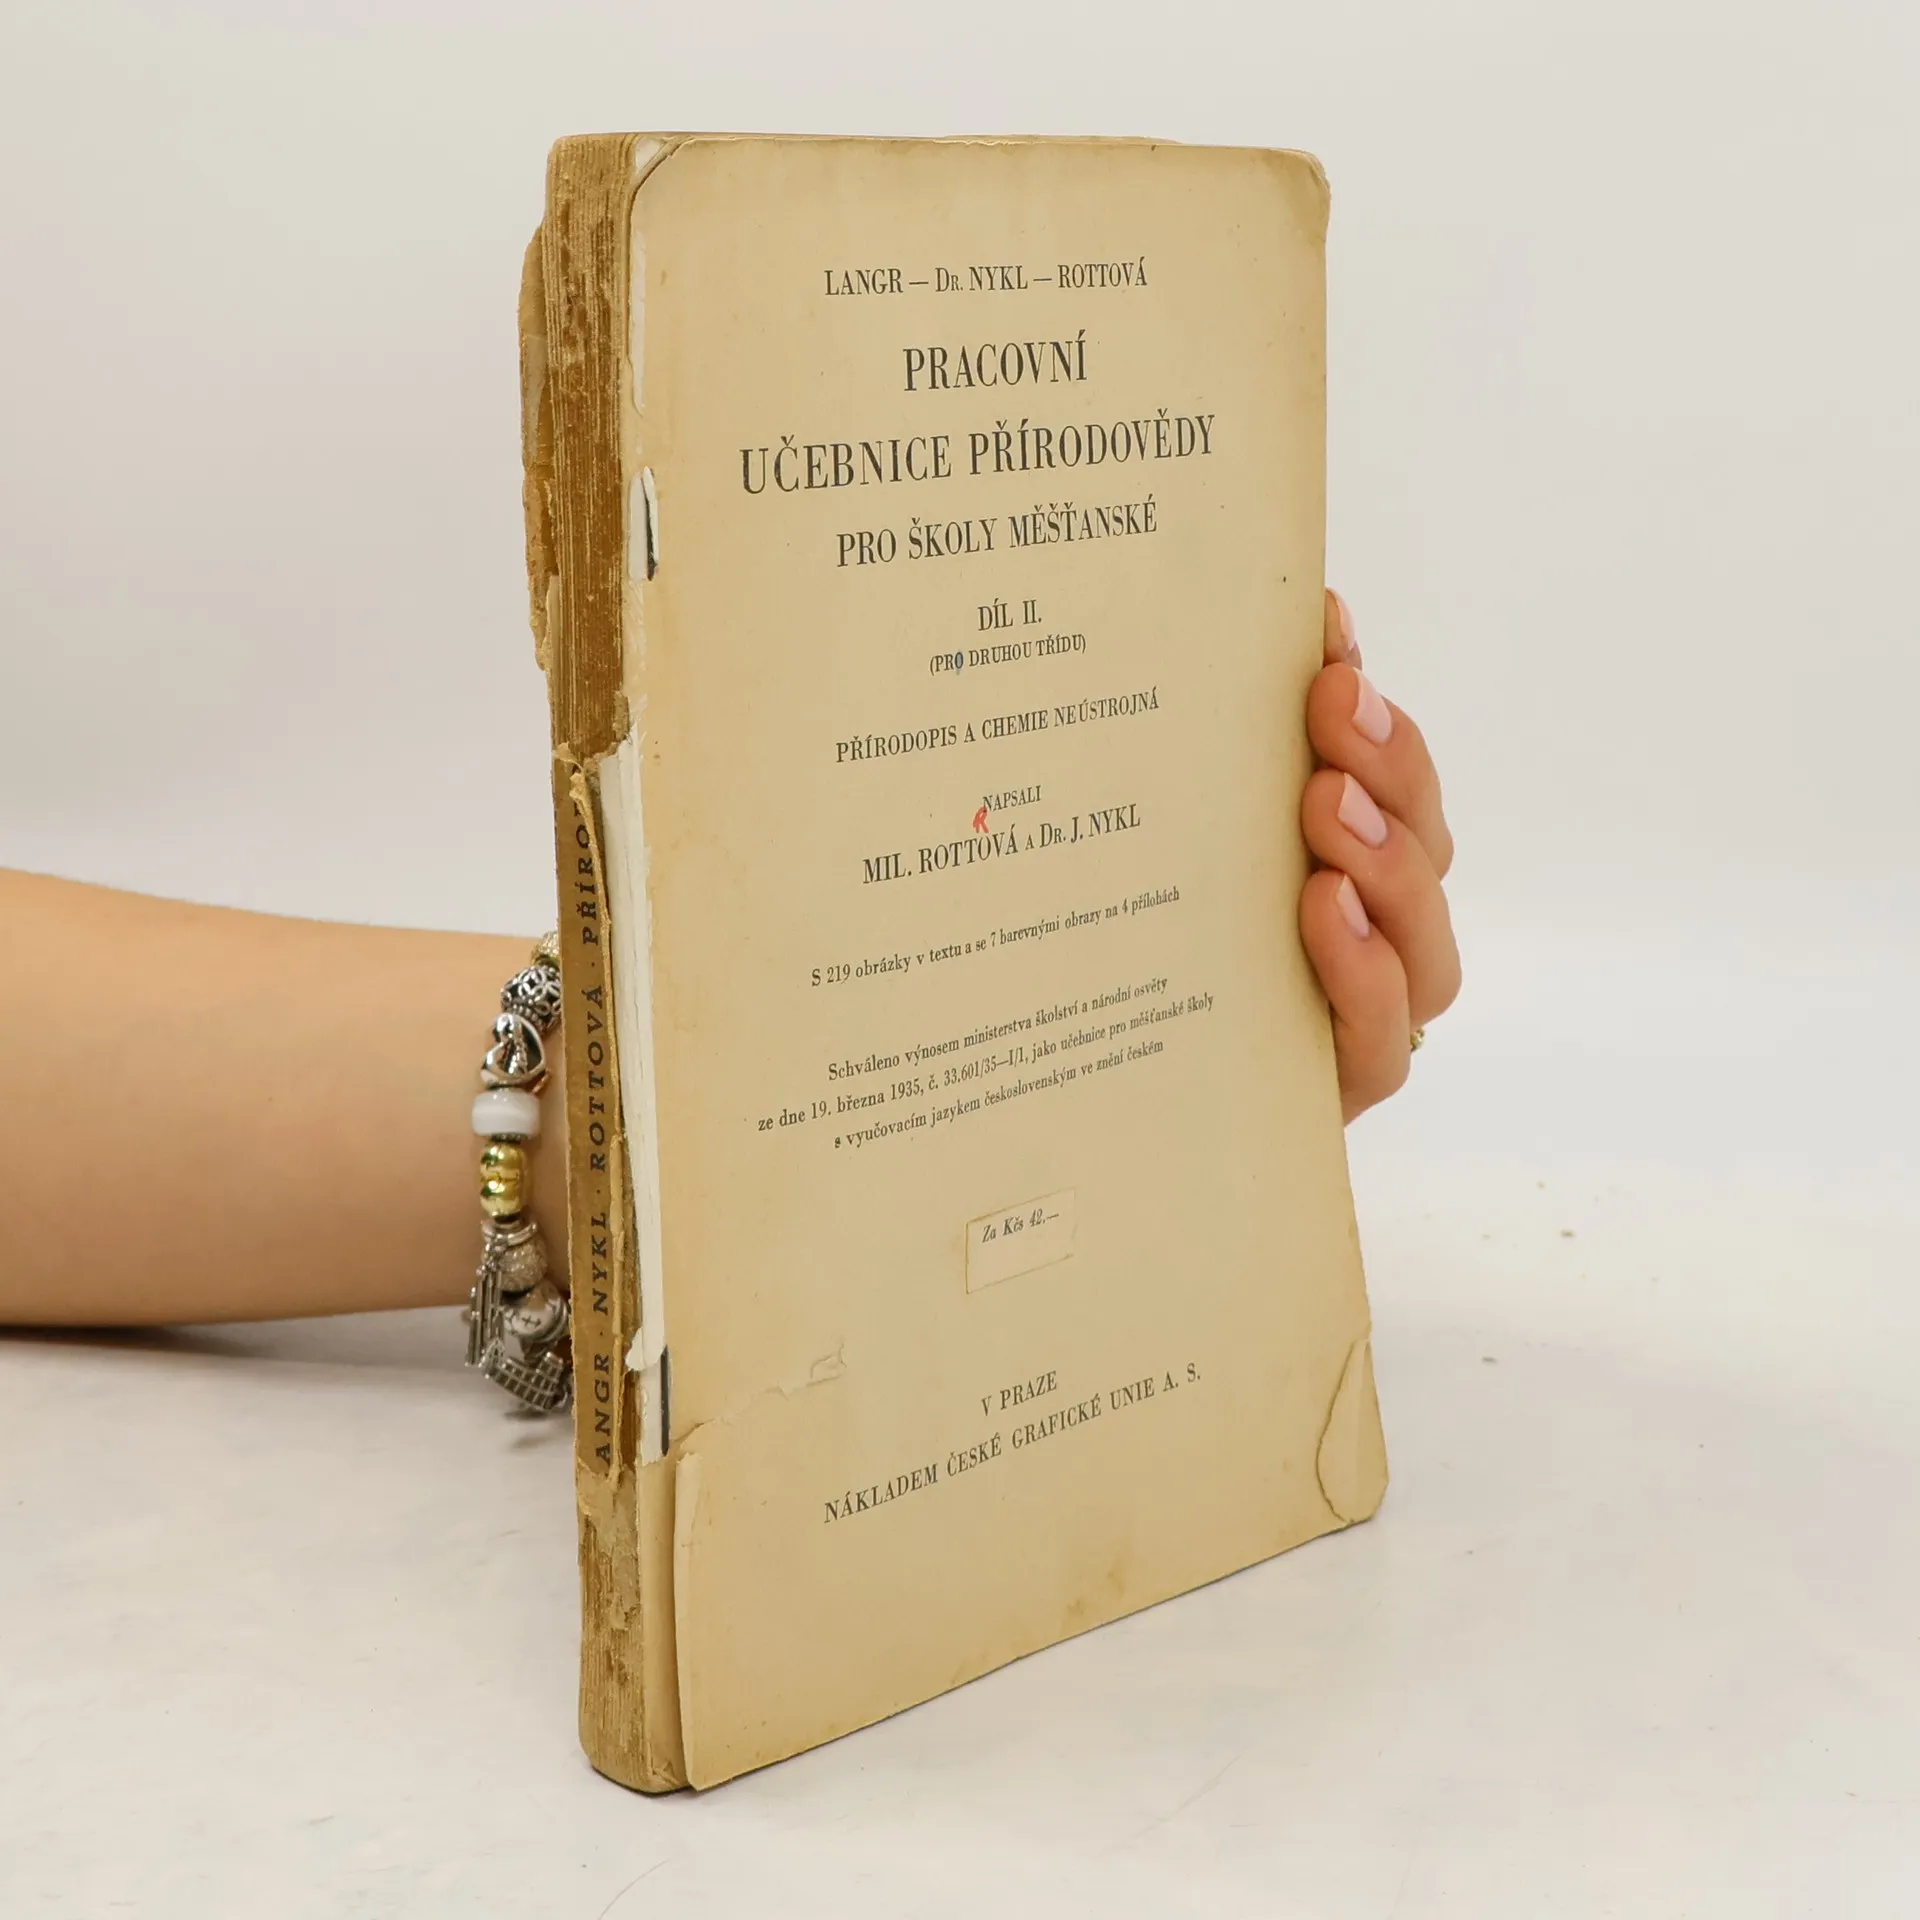 LANGR — Dr. NYKL — ROTTOVÁ
PRACOVNÍ
UČEBNICE PŘÍRODOVĚDY
PRO ŠKOLY MĚŠŤANSKÉ
DÍL II.
(PRO DRUHOU TŘÍDU)
PŘÍRODOPIS A CHEMIE NEÚSTROJNÁ
NAPSALI
R
MIL. ROTTOVÁ A Dr. J. NYKL
S 219 obrázky v textu a se 7 barevnými obrazy na 4 přílohách
Schváleno výnosem ministerstva školství a národní osvěty
ze dne 19. března 1935, č. 33.601/35—I/1, jako učebnice pro měšťanské školy
s vyučovacím jazykem československým ve znění českém
Za Kčs 42.—
V PRAZE
NÁKLADEM ČESKÉ GRAFICKÉ UNIE A. S.
ANGR · NYKL · ROTTOVÁ · PŘÍRO